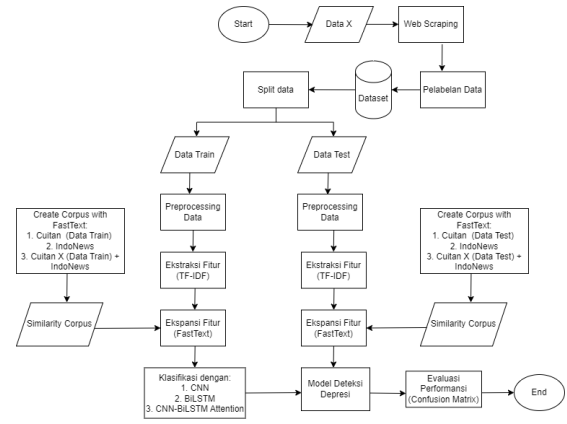 Start
Data X
Web Scraping
Split data
Dataset
Pelabelan Data
Data Train
Data Test
Preprocessing
Data
Preprocessing
Data
Create Corpus with
FastText:
1. Cuitan (Data Train)
2. IndoNews
3. Cuitan X (Data Train) +
IndoNews
Ekstraksi Fitur
(TF-IDF)
Ekstraksi Fitur
(TF-IDF)
Create Corpus with
FastText:
1. Cuitan (Data Test)
2. IndoNews
3. Cuitan X (Data Test) +
IndoNews
Similarity Corpus
Ekspansi Fitur
(FastText)
Ekspansi Fitur
(FastText)
Similarity Corpus
Klasifikasi dengan:
1. CNN
2. BiLSTM
3. CNN-BiLSTM Attention
Model Deteksi
Depresi
Evaluasi
Performansi
(Confusion Matrix)
End